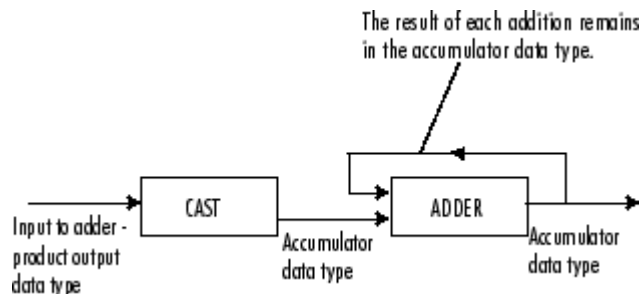 The result of each addition remains
in the accumulator data type.
CAST
ADDER
Input to adder -
product output
data type
Accumulator
data type
Accumulator
data type